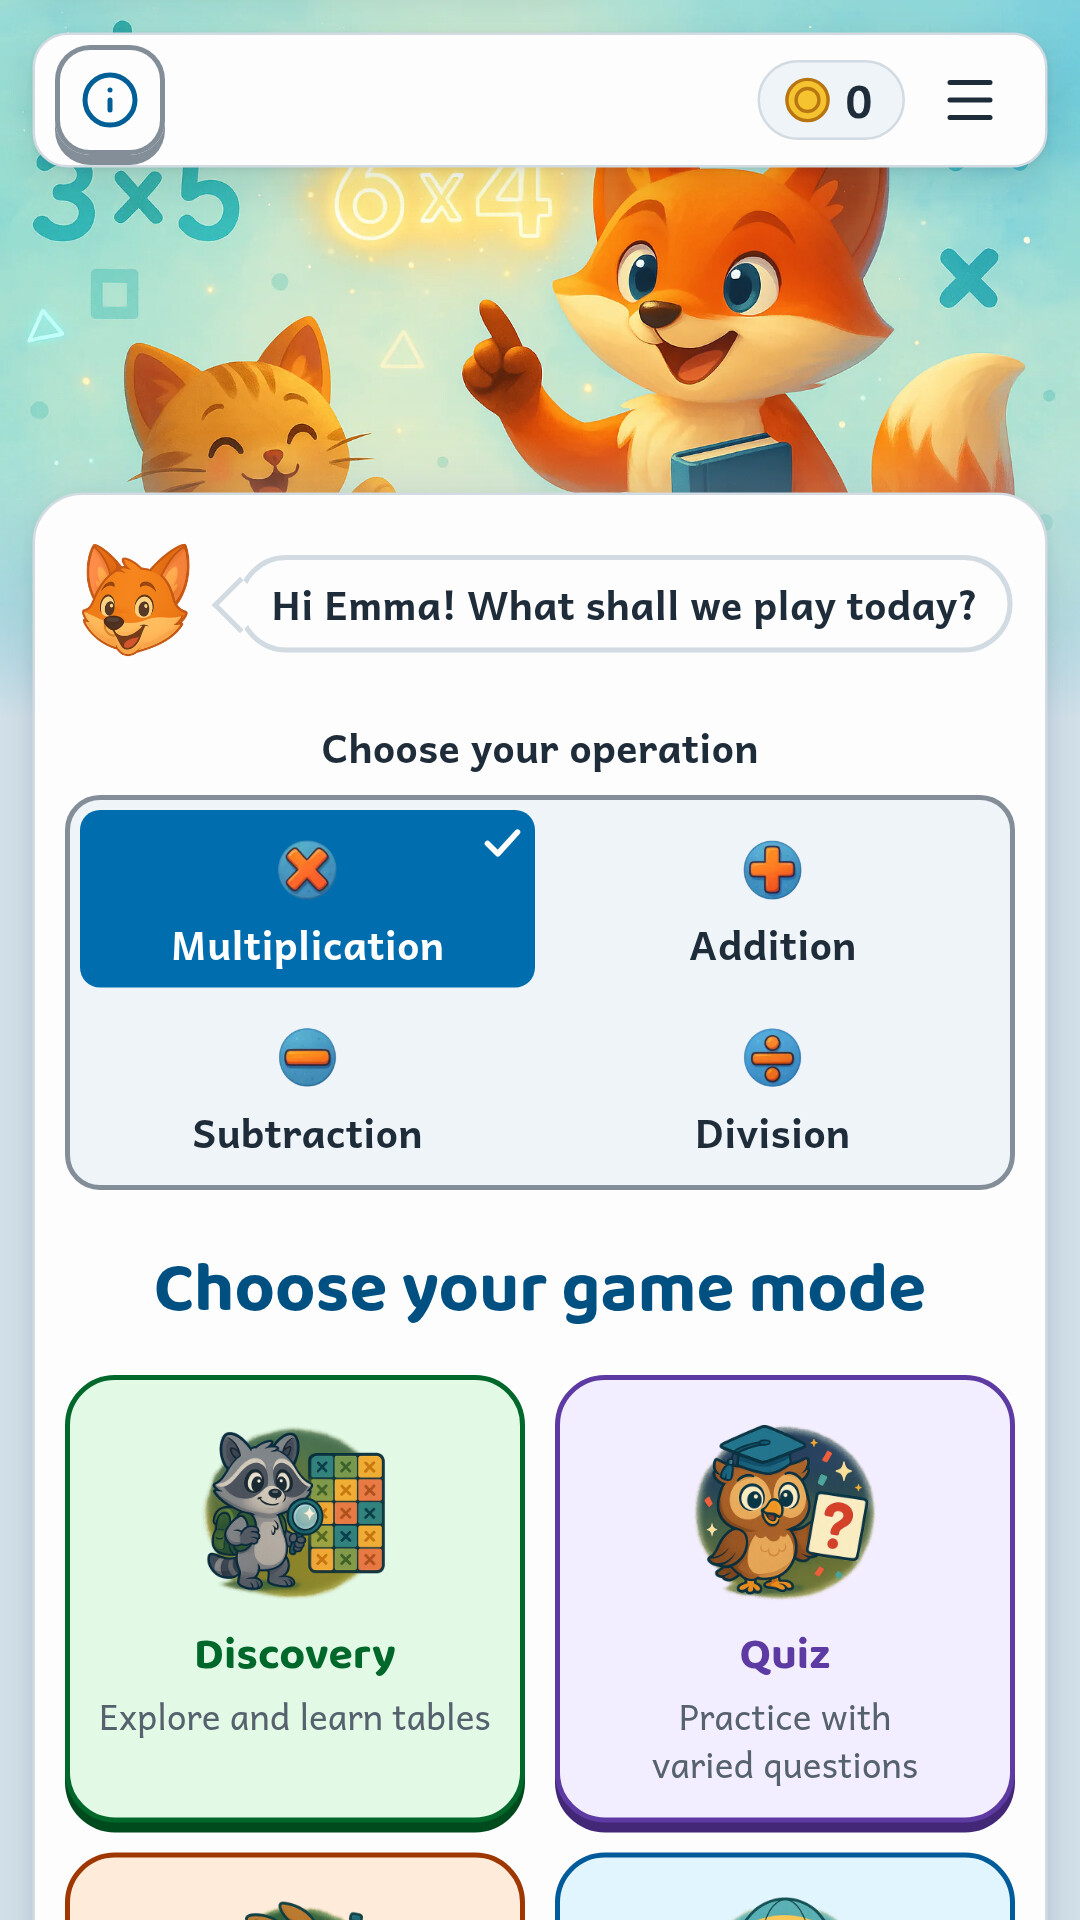 0
3×5
6×4
Hi Emma! What shall we play today?
Choose your operation
Multiplication
Addition
Subtraction
Division
Choose your game mode
Discovery
Explore and learn tables
?
Quiz
Practice with
varied questions